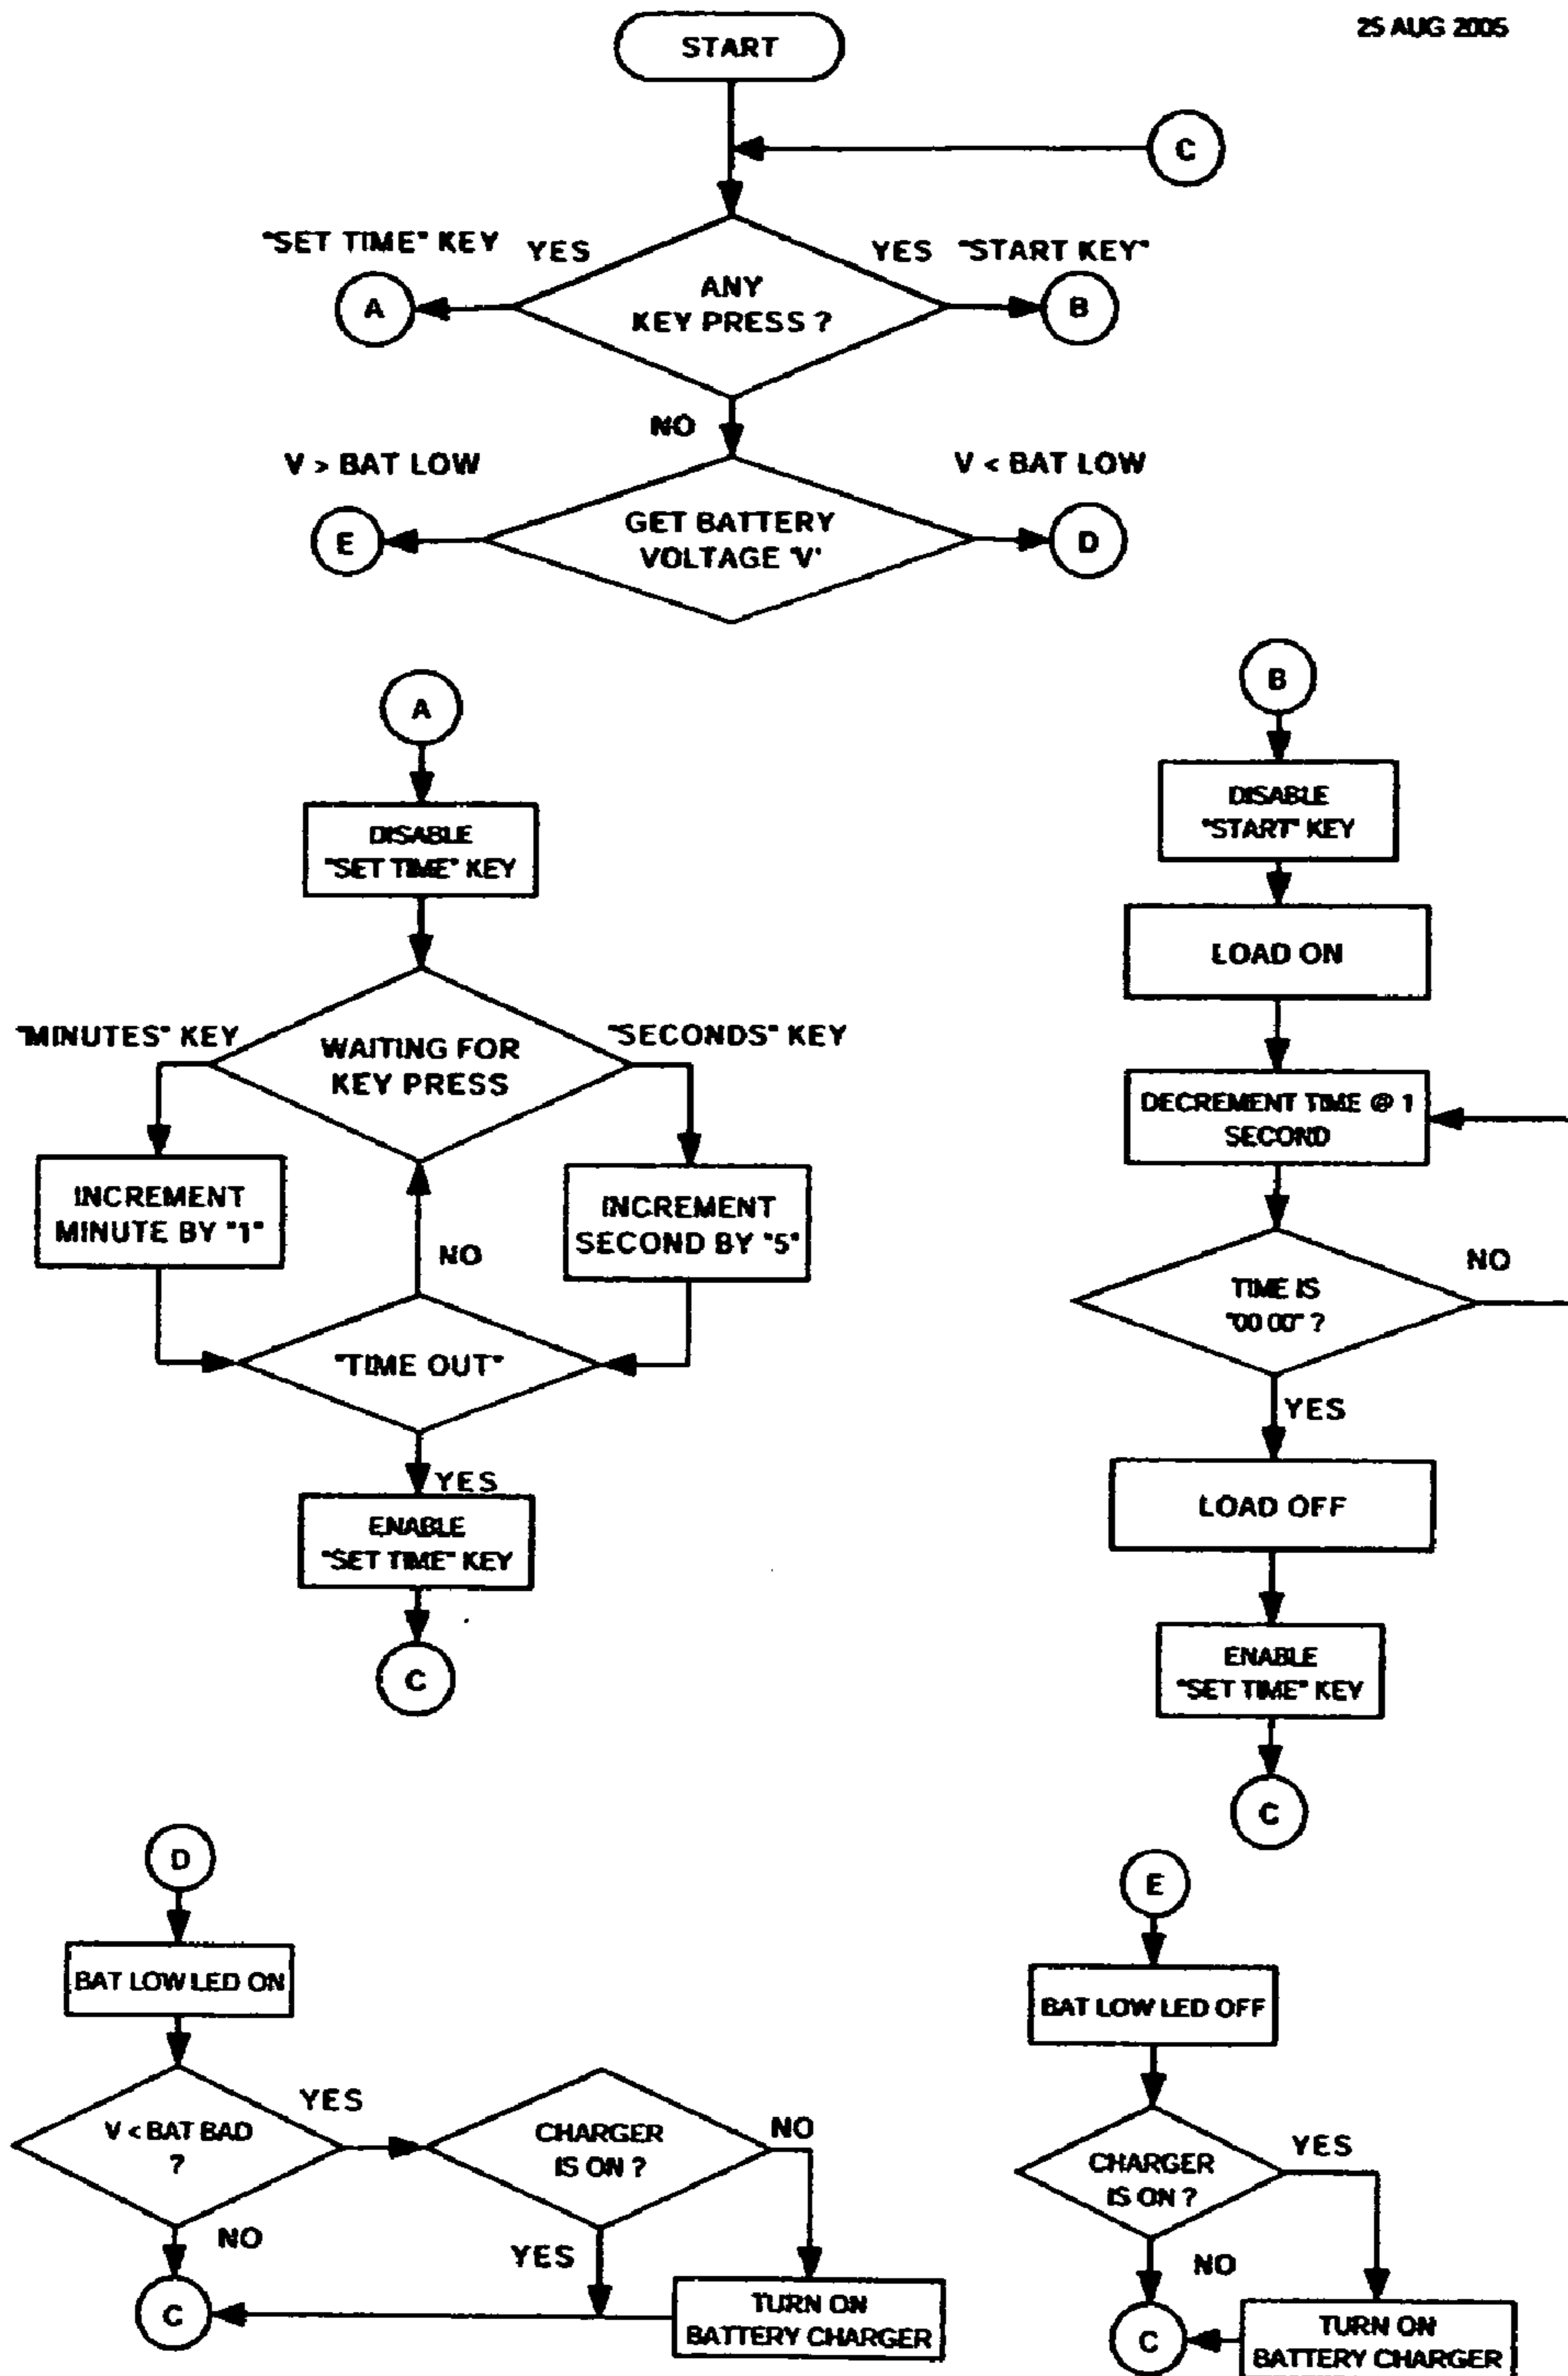 25 AUG 2005
START
C
"SET TIME" KEY
YES
YES
"START KEY"
A
ANY
KEY PRESS ?
B
NO
V > BAT LOW
V < BAT LOW
E
GET BATTERY
VOLTAGE 'V'
D
A
DISABLE
"SET TIME" KEY
"MINUTES" KEY
WAITING FOR
KEY PRESS
"SECONDS" KEY
INCREMENT
MINUTE BY "1"
INCREMENT
SECOND BY "5"
NO
"TIME OUT"
YES
ENABLE
"SET TIME" KEY
C
B
DISABLE
"START" KEY
LOAD ON
DECREMENT TIME @ 1
SECOND
TIME IS
"00 00" ?
NO
YES
LOAD OFF
ENABLE
"SET TIME" KEY
C
D
BAT LOW LED ON
V < BAT BAD
?
YES
CHARGER
IS ON ?
NO
NO
YES
C
TURN ON
BATTERY CHARGER
E
BAT LOW LED OFF
CHARGER
IS ON ?
YES
NO
C
TURN ON
BATTERY CHARGER